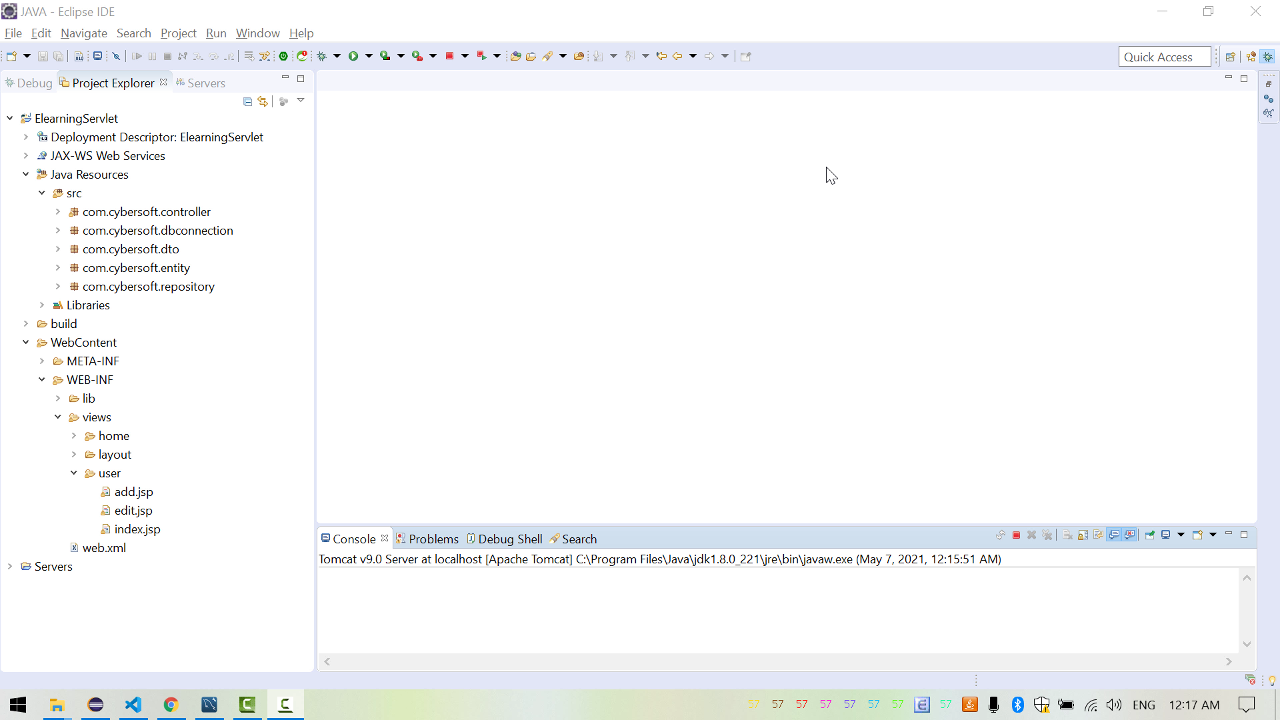 JAVA - Eclipse IDE
File Edit Navigate Search Project Run Window Help
Quick Access
Debug Project Explorer Servers
ElearningServlet
Deployment Descriptor: ElearningServlet
JAX-WS Web Services
Java Resources
src
com.cybersoft.controller
com.cybersoft.dbconnection
com.cybersoft.dto
com.cybersoft.entity
com.cybersoft.repository
Libraries
build
WebContent
META-INF
WEB-INF
lib
views
home
layout
user
add.jsp
edit.jsp
index.jsp
web.xml
Servers
Console Problems Debug Shell Search
Tomcat v9.0 Server at localhost [Apache Tomcat] C:\Program Files\Java\jdk1.8.0_221\jre\bin\javaw.exe (May 7, 2021, 12:15:51 AM)
57 57 57 57 57 57 57 57 57 ENG 12:17 AM